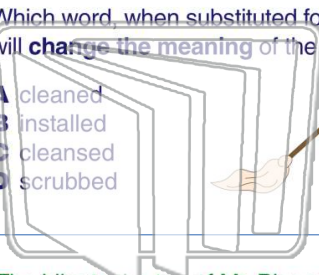 Which word, when substituted fo
will change the meaning of the
A cleaned
B installed
C cleansed
D scrubbed